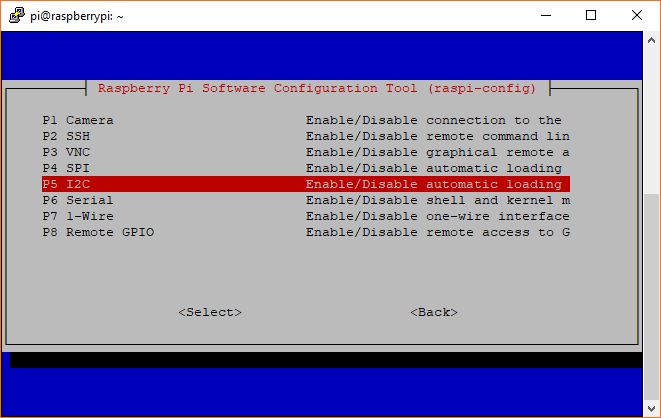 pi@raspberrypi: ~
Raspberry Pi Software Configuration Tool (raspi-config)
P1 Camera Enable/Disable connection to the
P2 SSH Enable/Disable remote command lin
P3 VNC Enable/Disable graphical remote a
P4 SPI Enable/Disable automatic loading
P5 I2C Enable/Disable automatic loading
P6 Serial Enable/Disable shell and kernel m
P7 1-Wire Enable/Disable one-wire interface
P8 Remote GPIO Enable/Disable remote access to G
<Select> <Back>